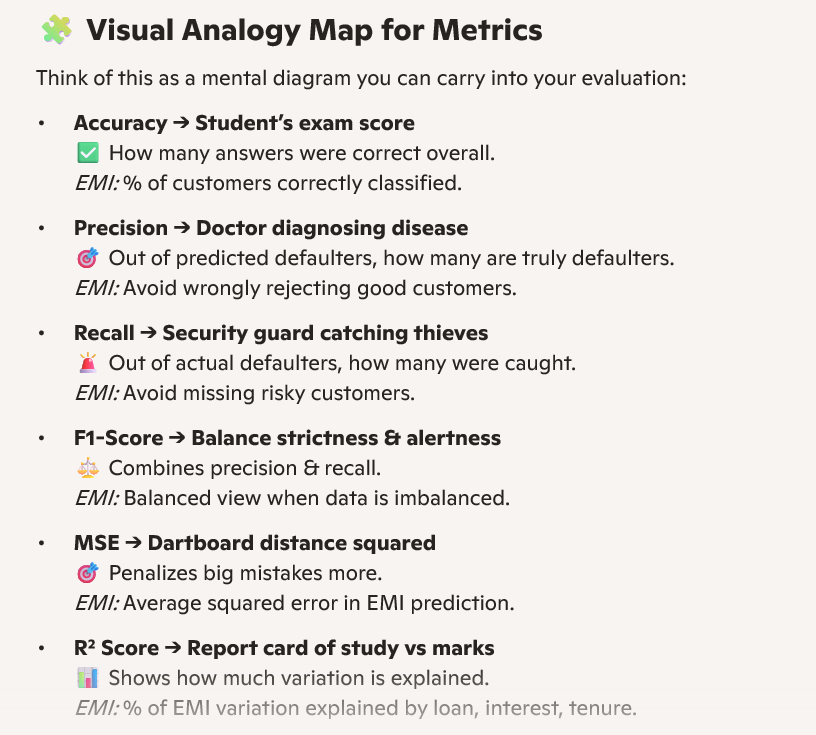 Visual Analogy Map for Metrics
Think of this as a mental diagram you can carry into your evaluation:
• Accuracy → Student’s exam score
✅ How many answers were correct overall.
EMI: % of customers correctly classified.
• Precision → Doctor diagnosing disease
🎯 Out of predicted defaulters, how many are truly defaulters.
EMI: Avoid wrongly rejecting good customers.
• Recall → Security guard catching thieves
🚨 Out of actual defaulters, how many were caught.
EMI: Avoid missing risky customers.
• F1-Score → Balance strictness & alertness
⚖️ Combines precision & recall.
EMI: Balanced view when data is imbalanced.
• MSE → Dartboard distance squared
🎯 Penalizes big mistakes more.
EMI: Average squared error in EMI prediction.
• R² Score → Report card of study vs marks
📊 Shows how much variation is explained.
EMI: % of EMI variation explained by loan, interest, tenure.